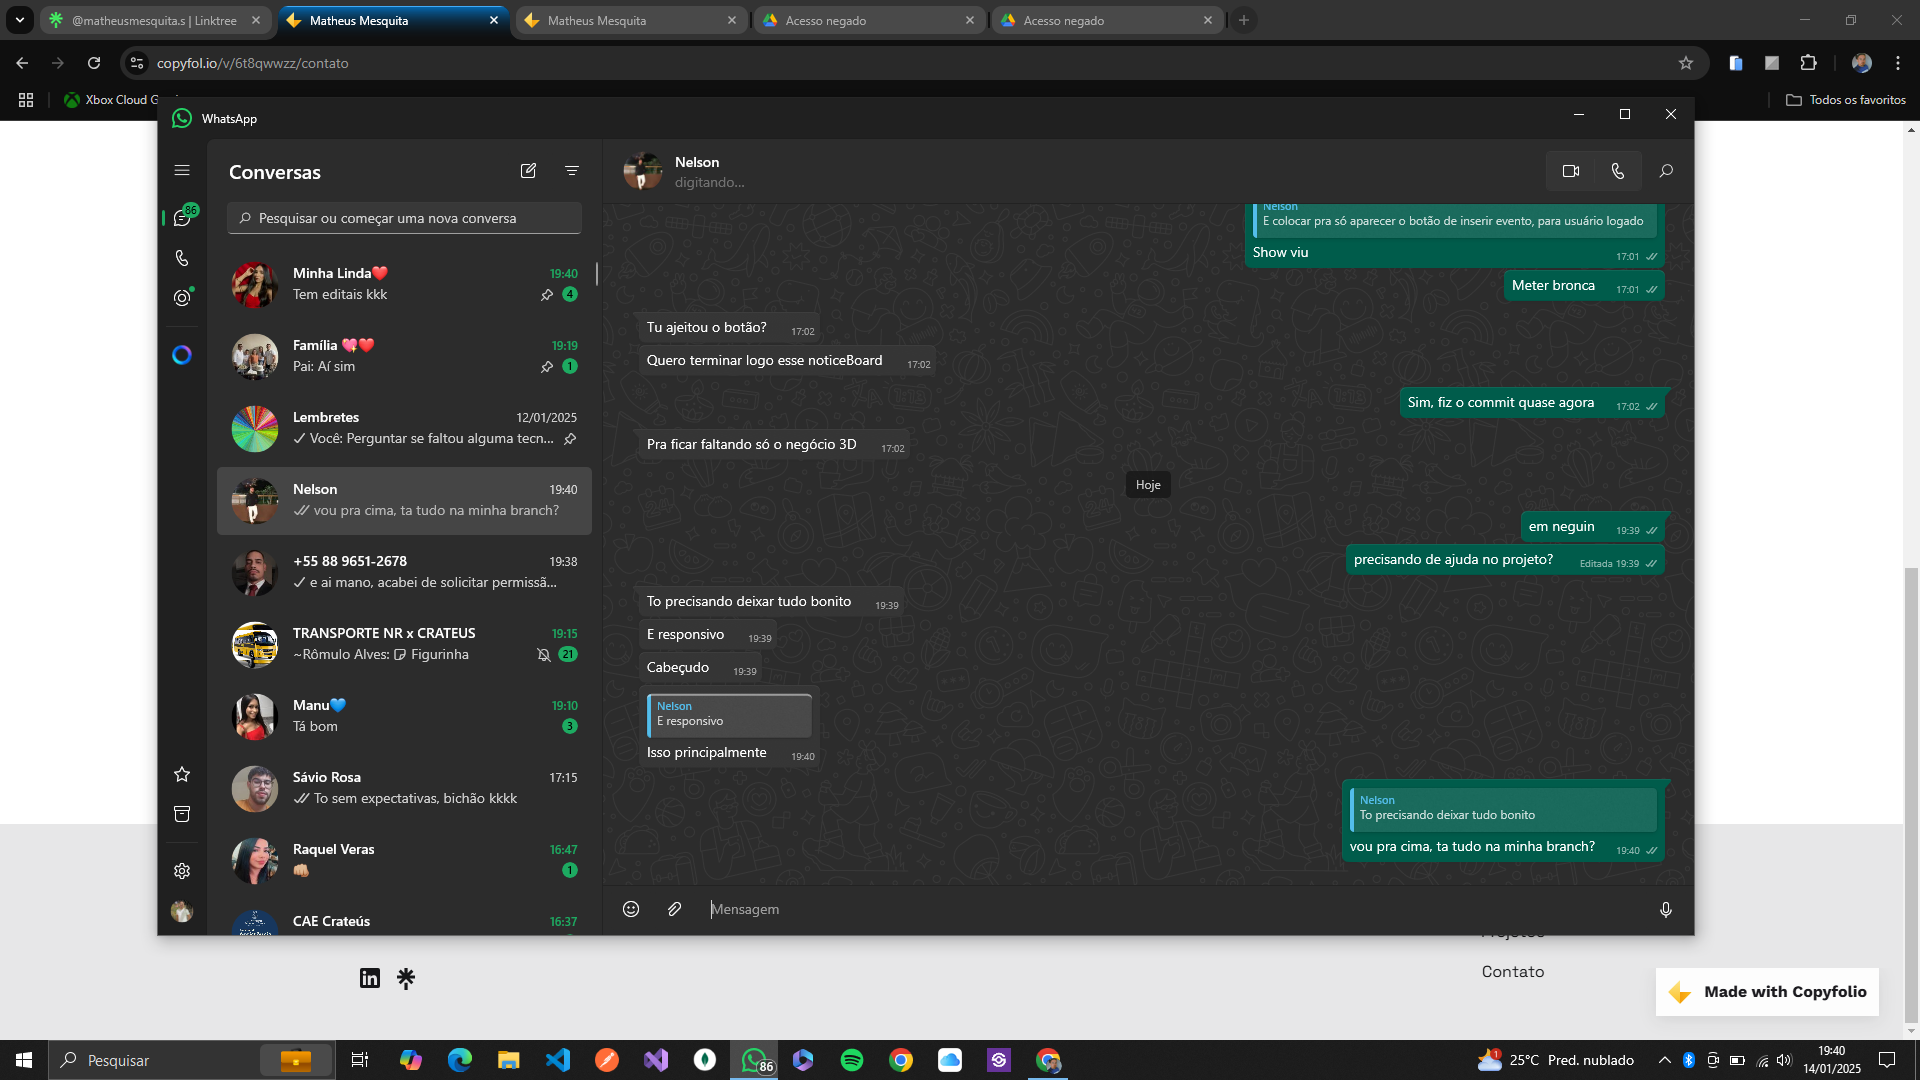 @matheusmesquita.s | Linktree
Matheus Mesquita
Matheus Mesquita
Acesso negado
Acesso negado
copyfol.io/v/6t8qwwzz/contato
Xbox Cloud
Todos os favoritos
WhatsApp
86
Conversas
Pesquisar ou começar uma nova conversa
Minha Linda❤️ 19:40
Tem editais kkk 4
Família 💖❤️ 19:19
Pai: Aí sim 1
Lembretes 12/01/2025
Você: Perguntar se faltou alguma tecn...
Nelson 19:40
vou pra cima, ta tudo na minha branch?
+55 88 9651-2678 19:38
e ai mano, acabei de solicitar permissã...
TRANSPORTE NR x CRATEUS 19:15
~Rômulo Alves: Figurinha 21
Manu💙 19:10
Tá bom 3
Sávio Rosa 17:15
To sem expectativas, bichão kkkk
Raquel Veras 16:47
👊🏼 1
CAE Crateús 16:37
Nelson
digitando...
Nelson
E colocar pra só aparecer o botão de inserir evento, para usuário logado
Show viu 17:01
Meter bronca 17:01
Tu ajeitou o botão? 17:02
Quero terminar logo esse noticeBoard 17:02
Sim, fiz o commit quase agora 17:02
Pra ficar faltando só o negócio 3D 17:02
Hoje
em neguin 19:39
precisando de ajuda no projeto? Editada 19:39
To precisando deixar tudo bonito 19:39
E responsivo 19:39
Cabeçudo 19:39
Nelson
E responsivo
Isso principalmente 19:40
Nelson
To precisando deixar tudo bonito
vou pra cima, ta tudo na minha branch? 19:40
Mensagem
Projetos
Contato
Made with Copyfolio
Pesquisar
86
1
25°C Pred. nublado
19:40
14/01/2025